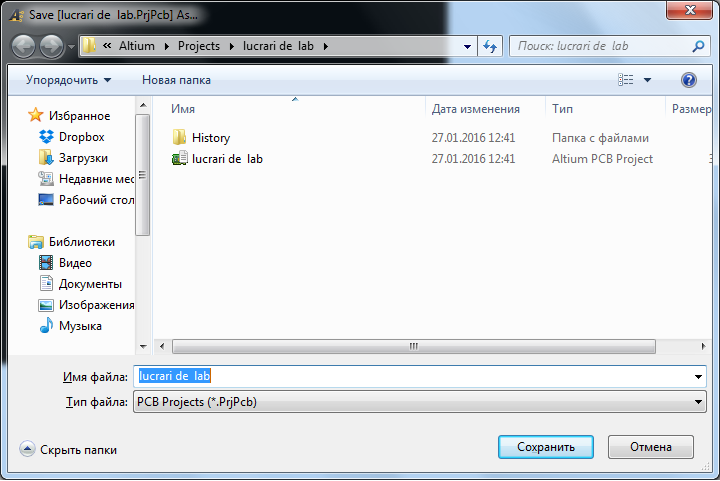 Save [lucrari de  lab.PrjPcb] As...
« Altium Projects lucrari de  lab Поиск: lucrari de  lab
Упорядочить Новая папка
Имя Дата изменения Тип Размер
Избранное
Dropbox
Загрузки
Недавние мес
Рабочий стол
Библиотеки
Видео
Документы
Изображения
Музыка
History 27.01.2016 12:41 Папка с файлами
lucrari de  lab 27.01.2016 12:41 Altium PCB Project 3
Имя файла: lucrari de  lab
Тип файла: PCB Projects (*.PrjPcb)
Скрыть папки Сохранить Отмена